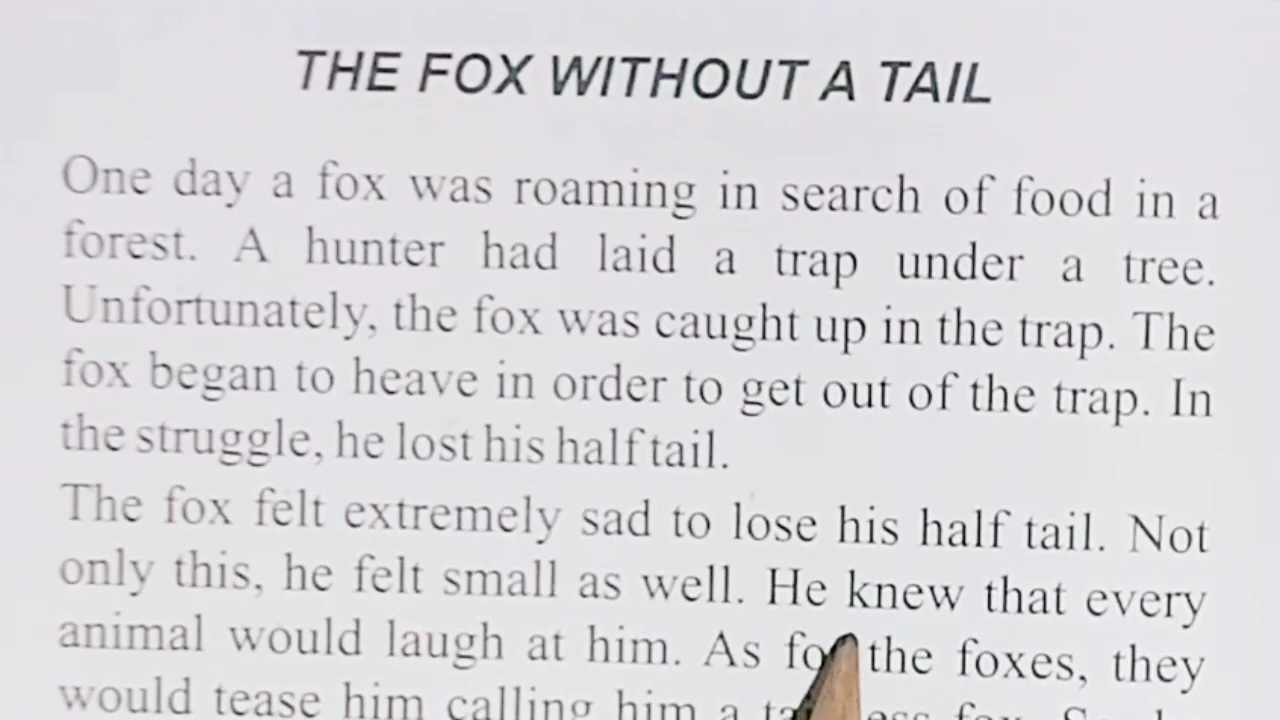 THE FOX WITHOUT A TAIL
One day a fox was roaming in search of food in a
forest. A hunter had laid a trap under a tree.
Unfortunately, the fox was caught up in the trap. The
fox began to heave in order to get out of the trap. In
the struggle, he lost his half tail.
The fox felt extremely sad to lose his half tail. Not
only this, he felt small as well. He knew that every
animal would laugh at him. As for the foxes, they
would tease him calling him a fox.